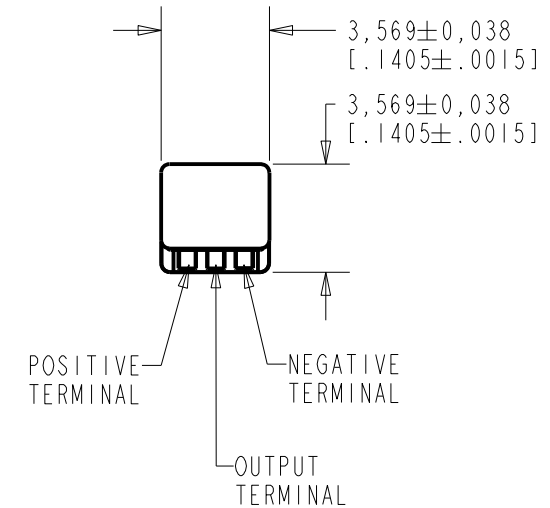 3,569±0,038
[.1405±.0015]
3,569±0,038
[.1405±.0015]
POSITIVE
TERMINAL
NEGATIVE
TERMINAL
OUTPUT
TERMINAL